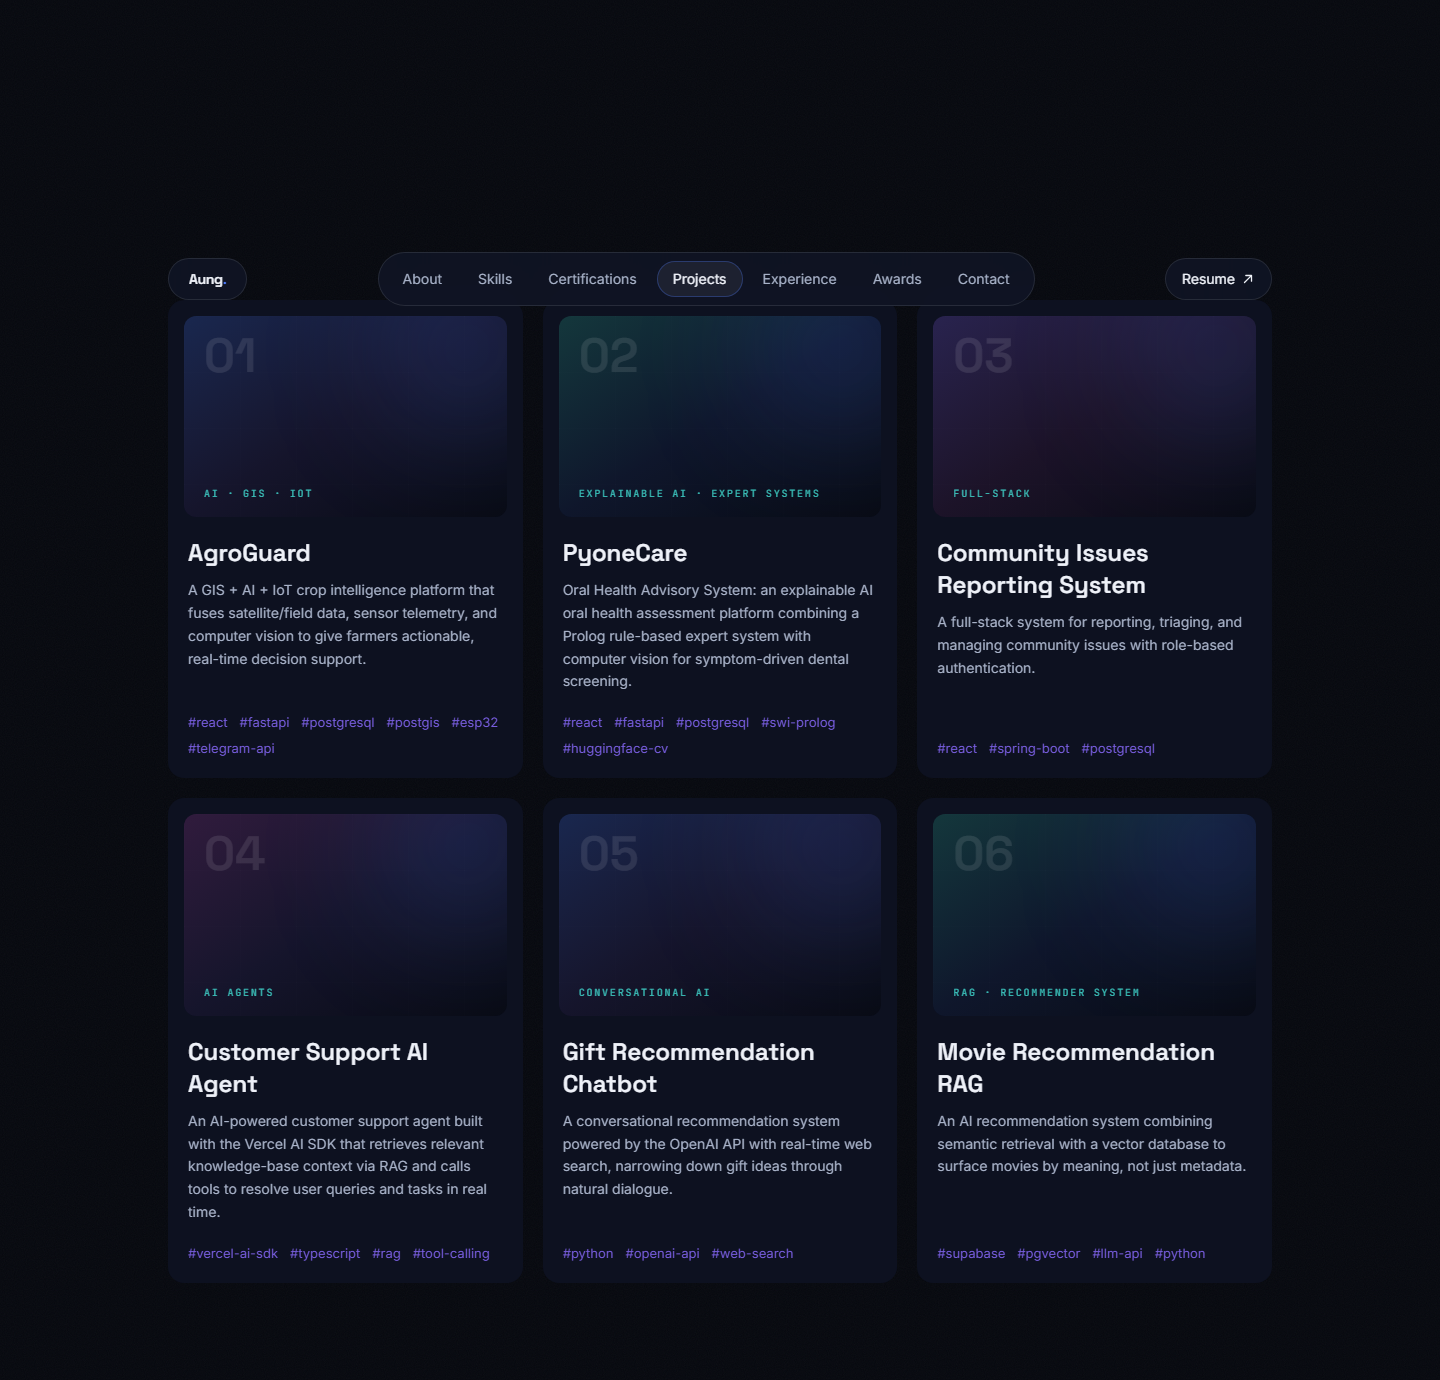 Aung.
About Skills Certifications Projects Experience Awards Contact
Resume
01
AI · GIS · IOT
AgroGuard
A GIS + AI + IoT crop intelligence platform that
fuses satellite/field data, sensor telemetry, and
computer vision to give farmers actionable,
real-time decision support.
#react #fastapi #postgresql #postgis #esp32
#telegram-api
02
EXPLAINABLE AI · EXPERT SYSTEMS
PyoneCare
Oral Health Advisory System: an explainable AI
oral health assessment platform combining a
Prolog rule-based expert system with
computer vision for symptom-driven dental
screening.
#react #fastapi #postgresql #swi-prolog
#huggingface-cv
03
FULL-STACK
Community Issues
Reporting System
A full-stack system for reporting, triaging, and
managing community issues with role-based
authentication.
#react #spring-boot #postgresql
04
AI AGENTS
Customer Support AI
Agent
An AI-powered customer support agent built
with the Vercel AI SDK that retrieves relevant
knowledge-base context via RAG and calls
tools to resolve user queries and tasks in real
time.
#vercel-ai-sdk #typescript #rag #tool-calling
05
CONVERSATIONAL AI
Gift Recommendation
Chatbot
A conversational recommendation system
powered by the OpenAI API with real-time web
search, narrowing down gift ideas through
natural dialogue.
#python #openai-api #web-search
06
RAG · RECOMMENDER SYSTEM
Movie Recommendation
RAG
An AI recommendation system combining
semantic retrieval with a vector database to
surface movies by meaning, not just metadata.
#supabase #pgvector #llm-api #python